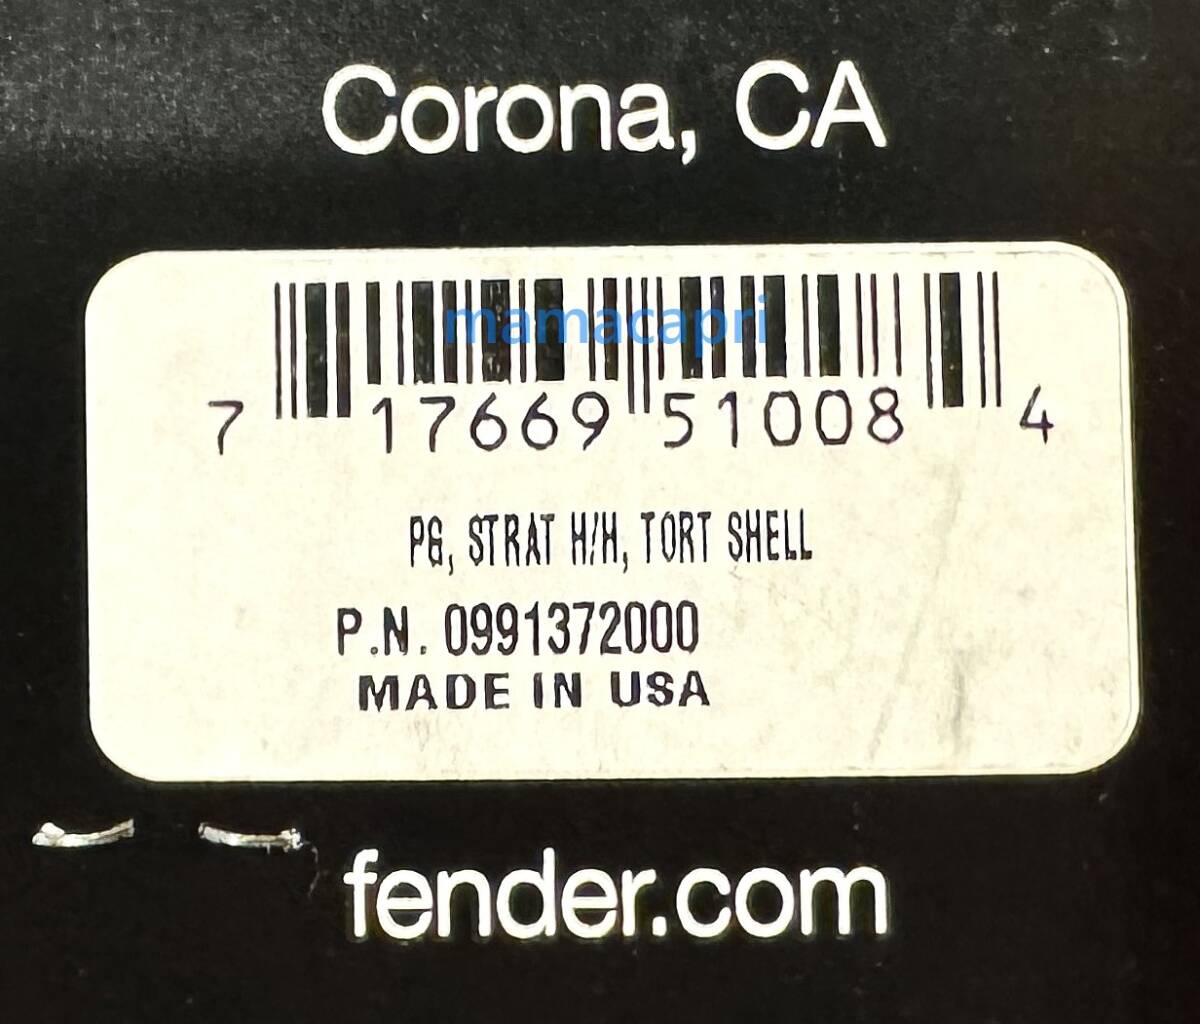 Corona, CA
mamacapri
7 17669 51008 4
PG, STRAT H/H, TORT SHELL
P.N. 0991372000
MADE IN USA
fender.com